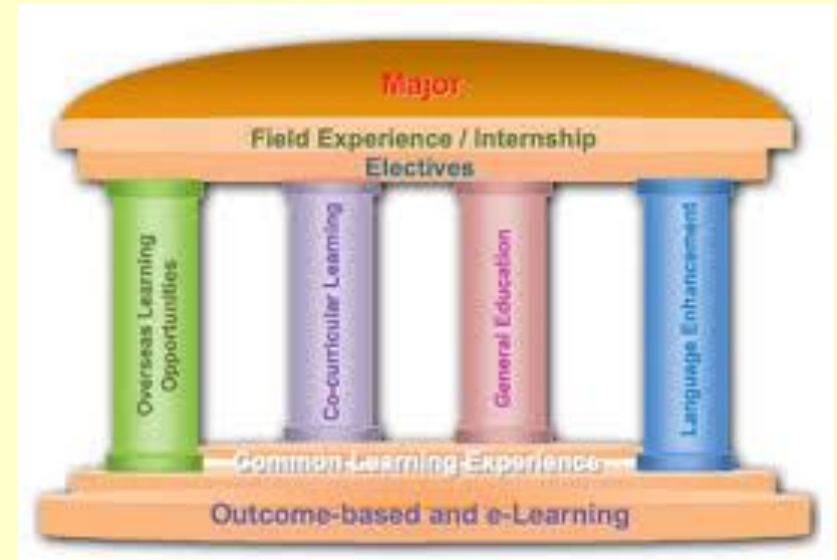 Major
Field Experience / Internship
Electives
Overseas Learning
Opportunities
Co-curricular Learning
General Education
Language Enhancement
Common Learning Experience
Outcome-based and e-Learning